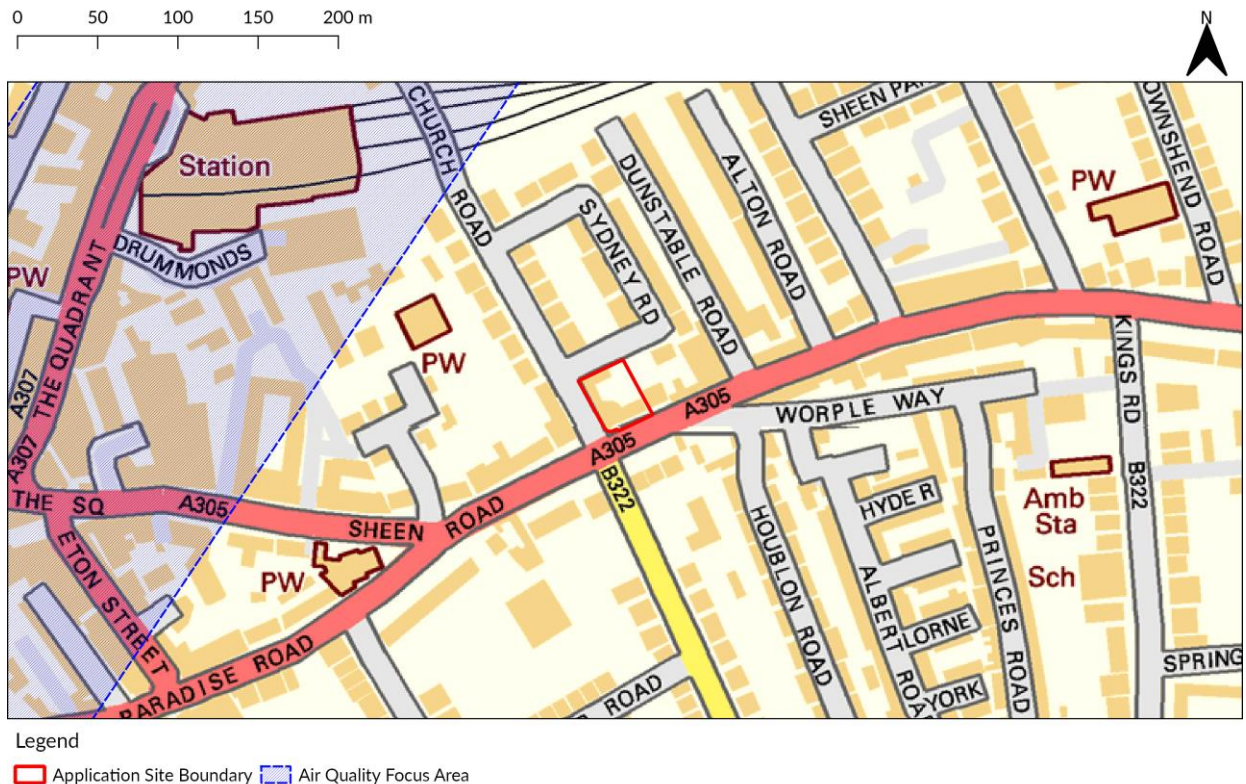 0 50 100 150 200 m
N
Station
CHURCH ROAD
SHEEN PA
OWNSHEND ROAD
PW
DRUMMONDS
SYDNEY RD
DUNSTABLE ROAD
ALTON ROAD
PW
THE QUADRANT
A307
PW
A307
THE SQ
A305
SHEEN ROAD
A305
A305
B322
WORPLE WAY
KINGS RD
B322
ETON STREET
PW
PARADISE ROAD
HOUBLON ROAD
HYDE R
ALBERT ROA
LORNE
YORK
PRINCES ROAD
Amb
Sta
Sch
SPRING
ROAD
Legend
Application Site Boundary Air Quality Focus Area